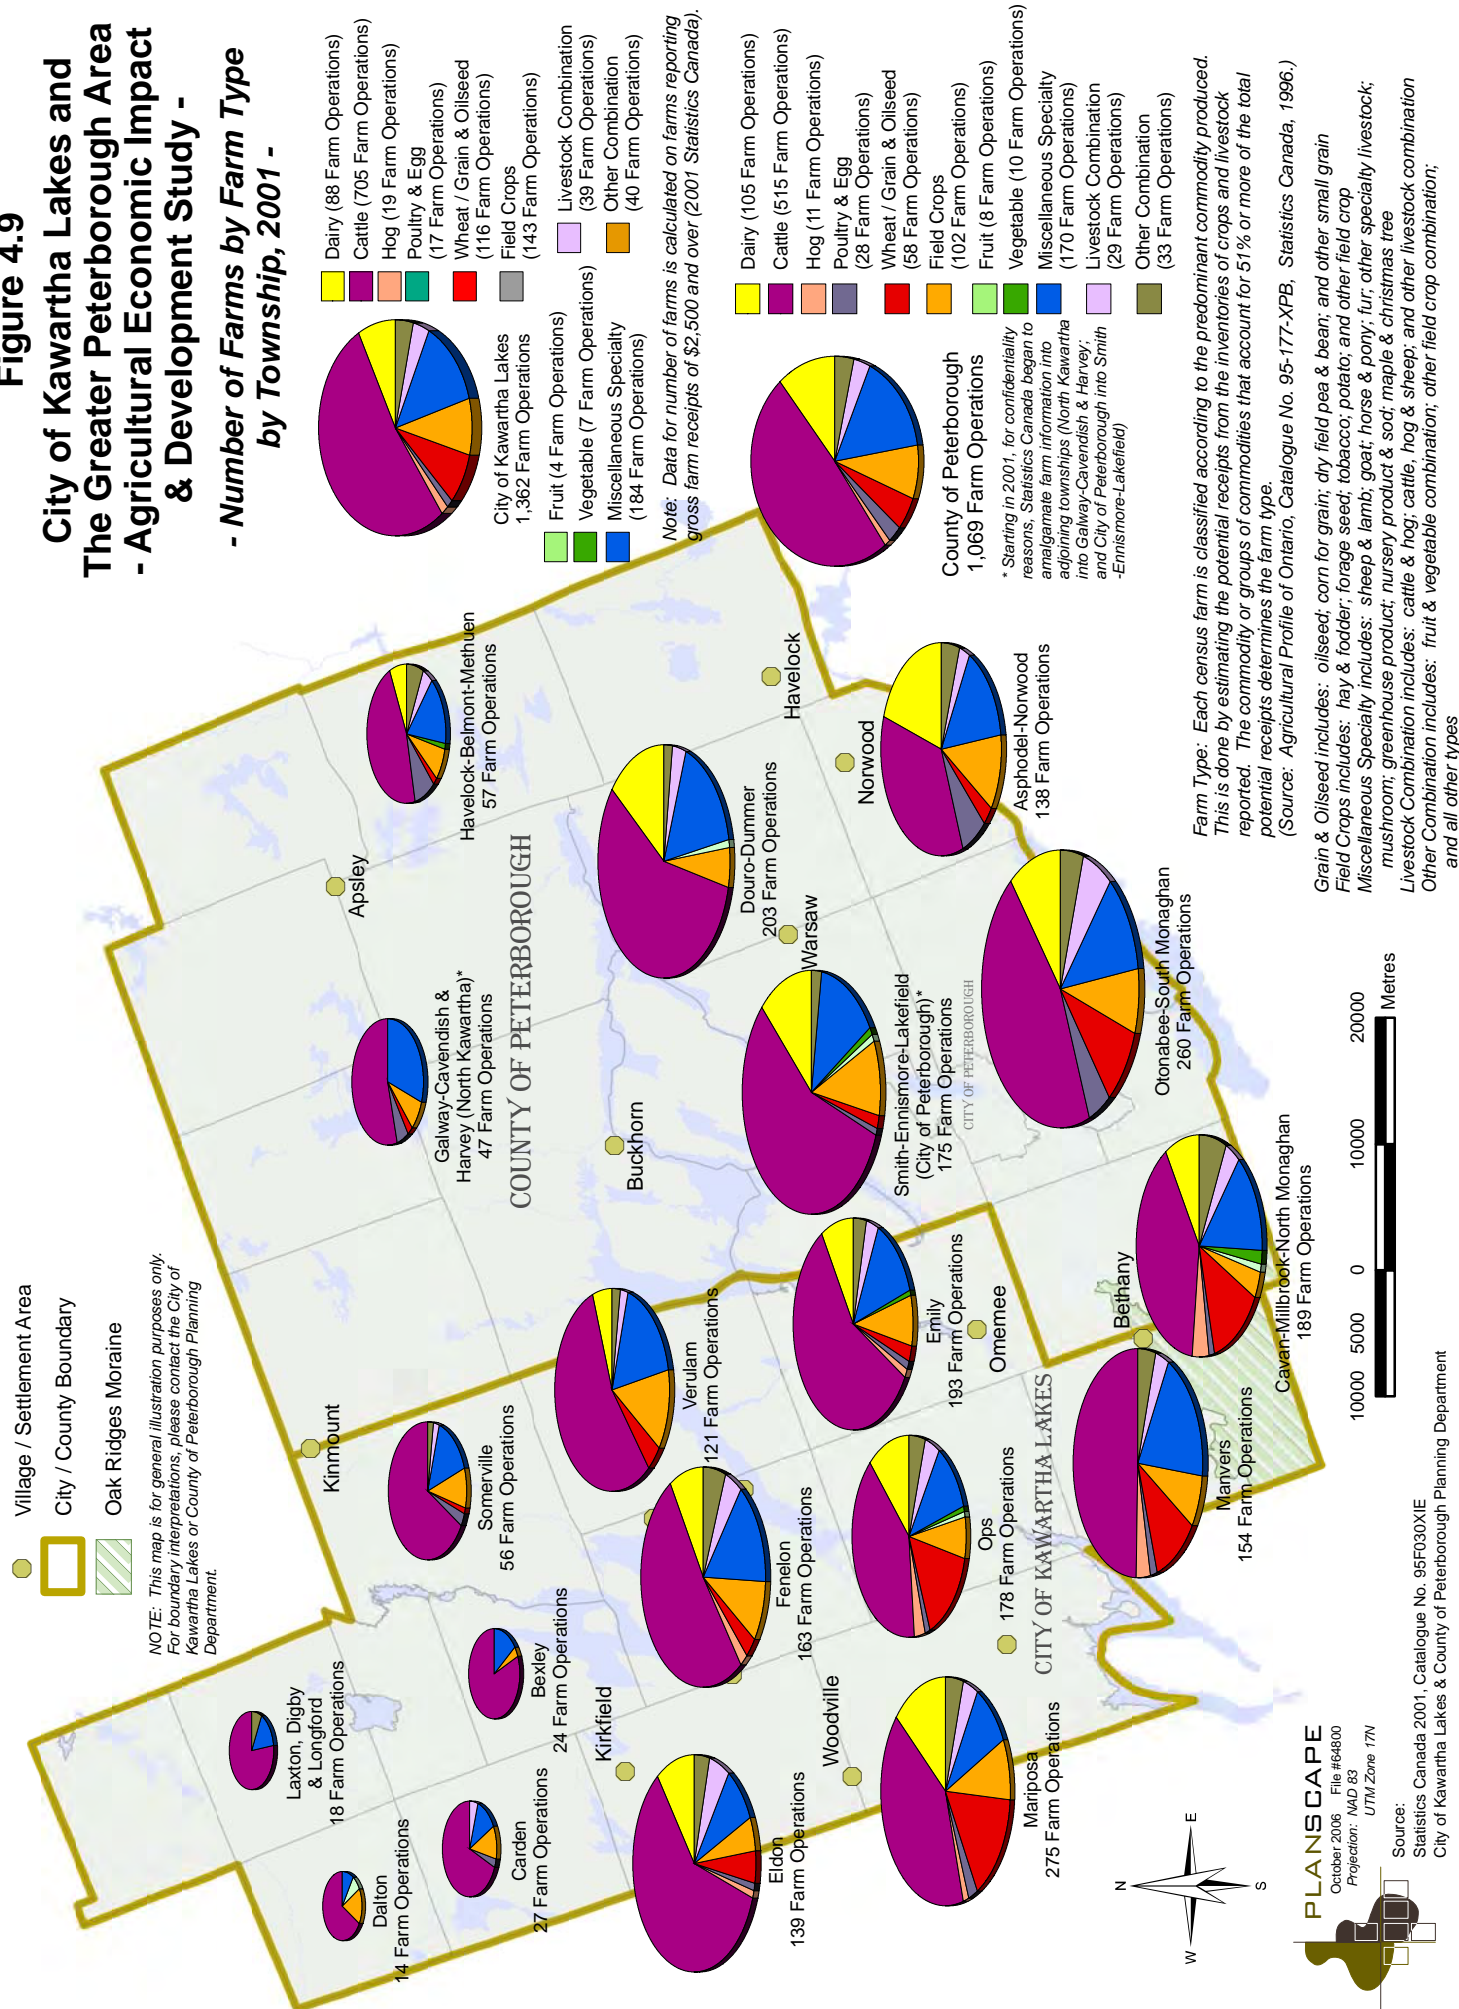 Figure 4.9
City of Kawartha Lakes and
The Greater Peterborough Area
- Agricultural Economic Impact
& Development Study -
- Number of Farms by Farm Type
by Township, 2001 -
Dairy (88 Farm Operations)
Cattle (705 Farm Operations)
Hog (19 Farm Operations)
Poultry & Egg
(17 Farm Operations)
Wheat / Grain & Oilseed
(116 Farm Operations)
Field Crops
(143 Farm Operations)
Livestock Combination
(39 Farm Operations)
Other Combination
(40 Farm Operations)
City of Kawartha Lakes
1,362 Farm Operations
Fruit (4 Farm Operations)
Vegetable (7 Farm Operations)
Miscellaneous Specialty
(184 Farm Operations)
Note: Data for number of farms is calculated on farms reporting
gross farm receipts of $2,500 and over (2001 Statistics Canada).
Dairy (105 Farm Operations)
Cattle (515 Farm Operations)
Hog (11 Farm Operations)
Poultry & Egg
(28 Farm Operations)
Wheat / Grain & Oilseed
(58 Farm Operations)
Field Crops
(102 Farm Operations)
Fruit (8 Farm Operations)
Vegetable (10 Farm Operations)
Miscellaneous Specialty
(170 Farm Operations)
Livestock Combination
(29 Farm Operations)
Other Combination
(33 Farm Operations)
County of Peterborough
1,069 Farm Operations
* Starting in 2001, for confidentiality
reasons, Statistics Canada began to
amalgamate farm information into
adjoining townships (North Kawartha
into Galway-Cavendish & Harvey;
and City of Peterborough into Smith
-Ennismore-Lakefield)
Farm Type: Each census farm is classified according to the predominant commodity produced.
This is done by estimating the potential receipts from the inventories of crops and livestock
reported. The commodity or groups of commodities that account for 51% or more of the total
potential receipts determines the farm type.
(Source: Agricultural Profile of Ontario, Catalogue No. 95-177-XPB, Statistics Canada, 1996.)
Grain & Oilseed includes: oilseed; corn for grain; dry field pea & bean; and other small grain
Field Crops includes: hay & fodder; forage seed; tobacco; potato; and other field crop
Miscellaneous Specialty includes: sheep & lamb; goat; horse & pony; fur; other specialty livestock;
mushroom; greenhouse product; nursery product & sod; maple & christmas tree
Livestock Combination includes: cattle & hog; cattle, hog & sheep; and other livestock combination
Other Combination includes: fruit & vegetable combination; other field crop combination;
and all other types
Village / Settlement Area
City / County Boundary
Oak Ridges Moraine
NOTE: This map is for general illustration purposes only.
For boundary interpretations, please contact the City of
Kawartha Lakes or County of Peterborough Planning
Department.
Havelock-Belmont-Methuen
57 Farm Operations
Apsley
Havelock
Norwood
Asphodel-Norwood
138 Farm Operations
Douro-Dummer
203 Farm Operations
Warsaw
COUNTY OF PETERBOROUGH
Galway-Cavendish &
Harvey (North Kawartha)*
47 Farm Operations
Buckhorn
Smith-Ennismore-Lakefield
(City of Peterborough)*
175 Farm Operations
CITY OF PETERBOROUGH
Otonabee-South Monaghan
260 Farm Operations
Cavan-Millbrook-North Monaghan
189 Farm Operations
Bethany
Kinmount
Somerville
56 Farm Operations
Verulam
121 Farm Operations
Emily
193 Farm Operations
Omemee
Fenelon
163 Farm Operations
Ops
178 Farm Operations
CITY OF KAWARTHA LAKES
Manvers
154 Farm Operations
Laxton, Digby
& Longford
18 Farm Operations
Bexley
24 Farm Operations
Kirkfield
Woodville
Dalton
14 Farm Operations
Carden
27 Farm Operations
Eldon
139 Farm Operations
Mariposa
275 Farm Operations
10000 5000 0 10000 20000
Metres
N
W E
S
PLANSCAPE
October 2006 File #64800
Projection: NAD 83
UTM Zone 17N
Source:
Statistics Canada 2001, Catalogue No. 95F030XIE
City of Kawartha Lakes & County of Peterborough Planning Department